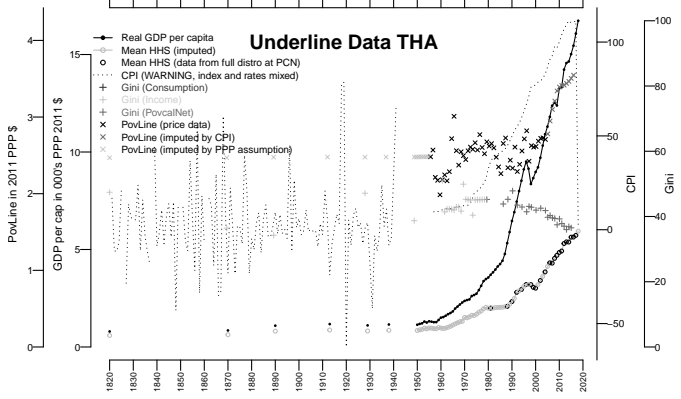 Underline Data THA
Real GDP per capita
Mean HHS (imputed)
Mean HHS (data from full distro at PCN)
CPI (WARNING, index and rates mixed)
Gini (Consumption)
Gini (Income)
Gini (PovcalNet)
PovLine (price data)
PovLine (imputed by CPI)
PovLine (imputed by PPP assumption)
PovLine in 2011 PPP $
4
3
2
1
0
GDP per cap in 000's PPP 2011 $
15
10
5
0
CPI
100
50
0
−50
Gini
100
80
60
40
20
0
1820
1830
1840
1850
1860
1870
1880
1890
1900
1910
1920
1930
1940
1950
1960
1970
1980
1990
2000
2010
2020